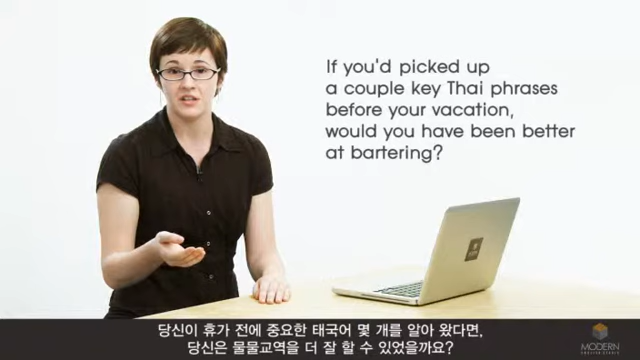 If you'd picked up
a couple key Thai phrases
before your vacation,
would you have been better
at bartering?
당신이 휴가 전에 중요한 태국어 몇 개를 알아 왔다면,
당신은 물물교역을 더 잘 할 수 있었을까요?
MODERN